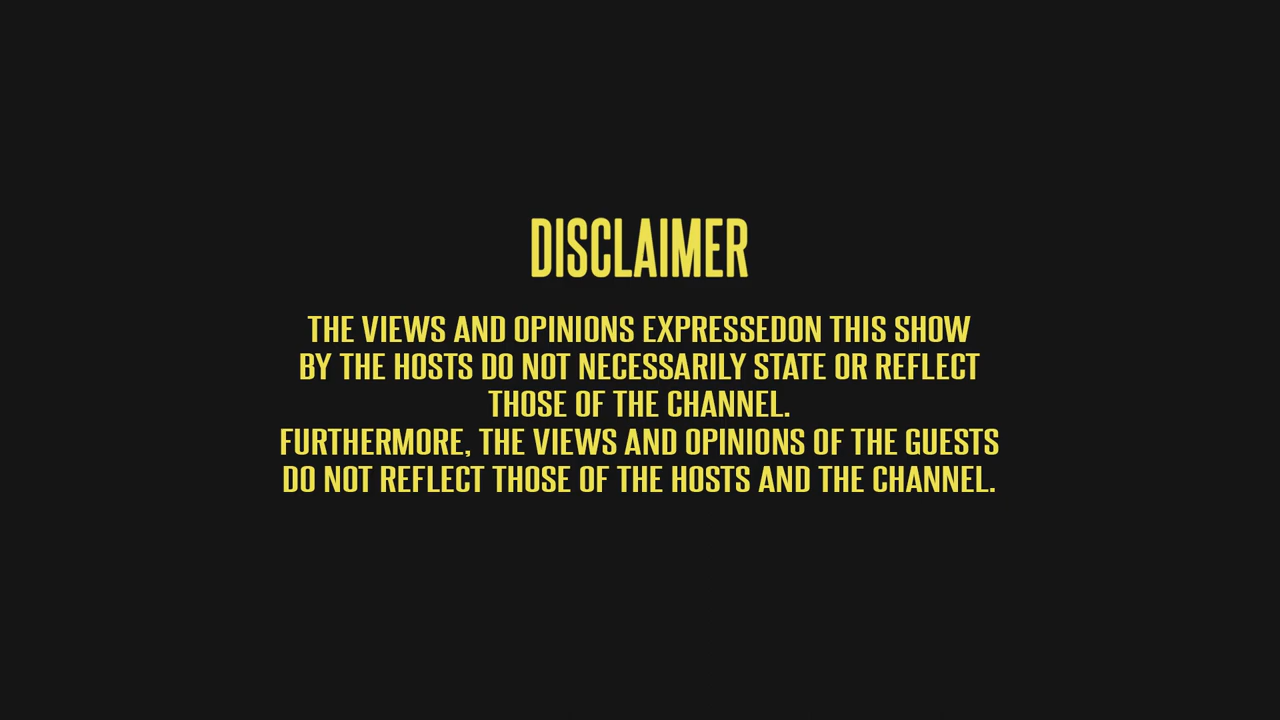 DISCLAIMER
THE VIEWS AND OPINIONS EXPRESSEDON THIS SHOW
BY THE HOSTS DO NOT NECESSARILY STATE OR REFLECT
THOSE OF THE CHANNEL.
FURTHERMORE, THE VIEWS AND OPINIONS OF THE GUESTS
DO NOT REFLECT THOSE OF THE HOSTS AND THE CHANNEL.